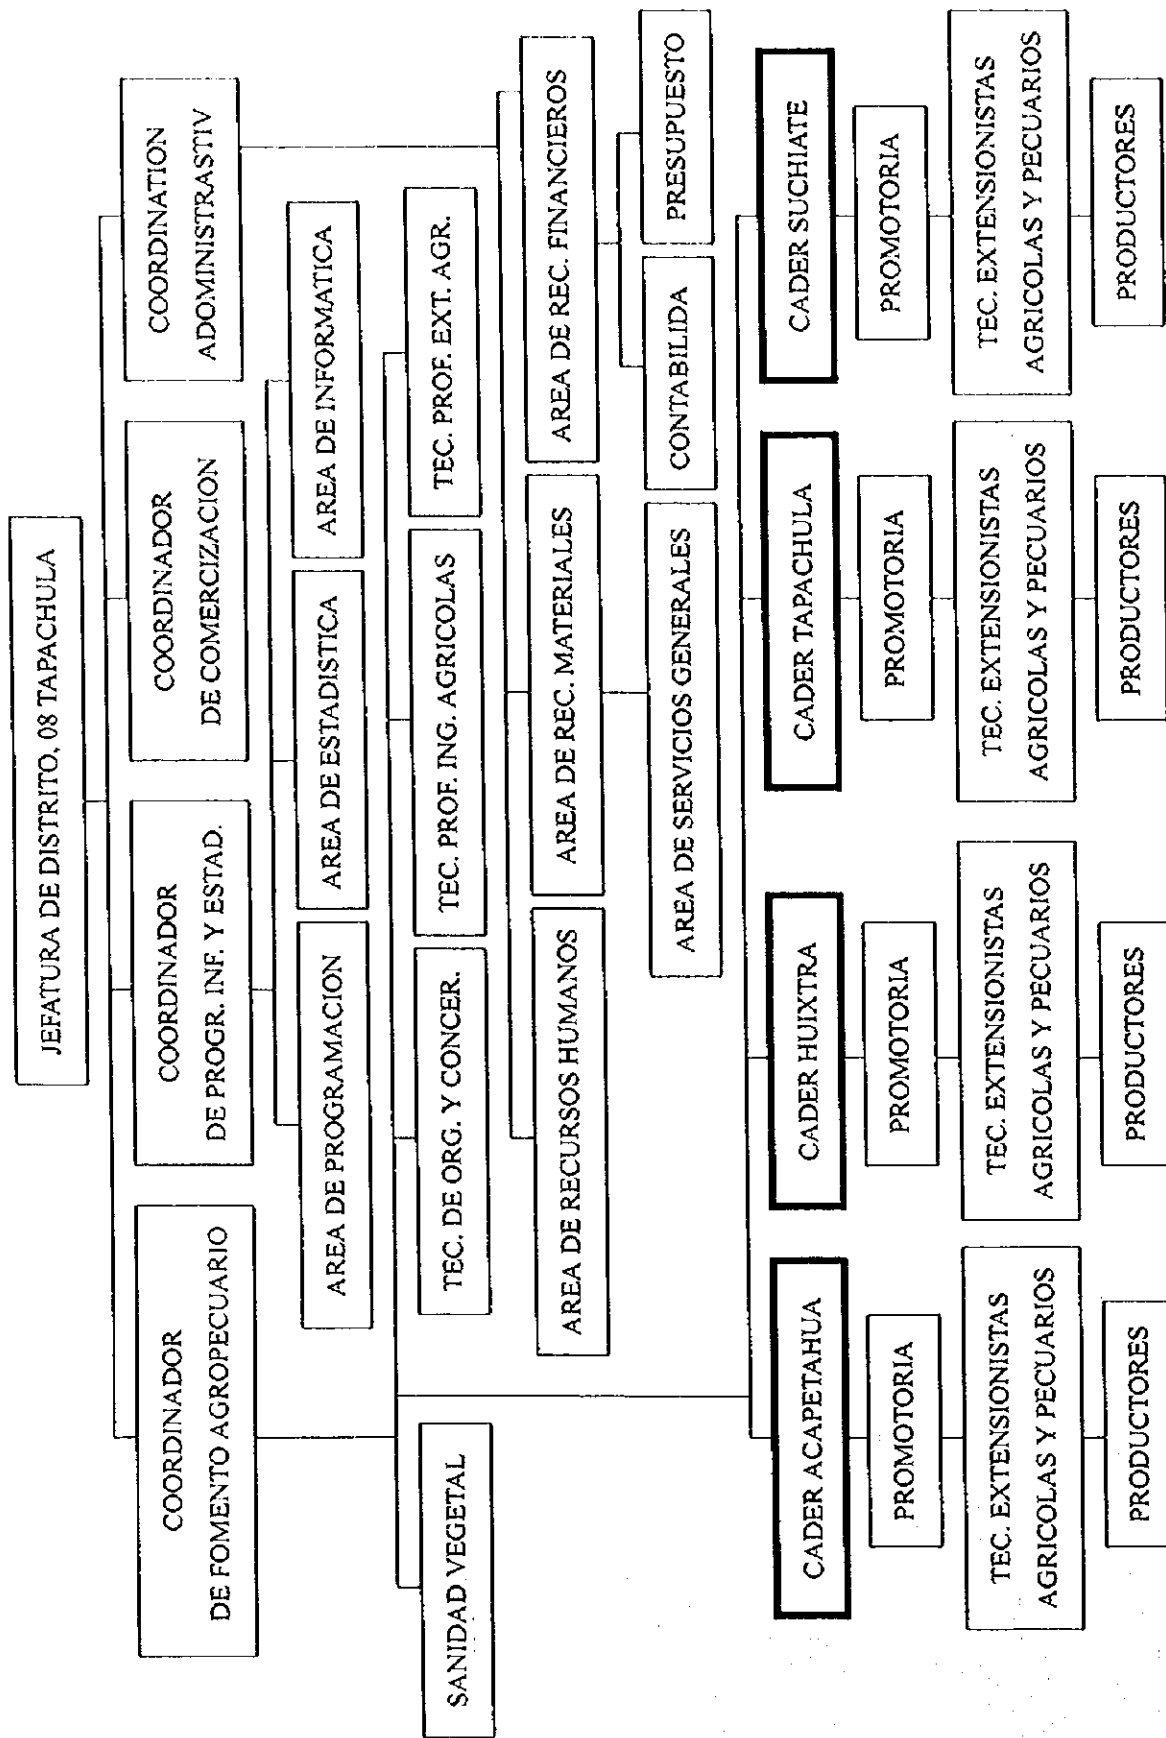 JEFATURA DE DISTRITO, 08 TAPACHULA
COORDINADOR
DE FOMENTO AGROPECUARIO
COORDINADOR
DE PROGR. INF. Y ESTAD.
COORDINADOR
DE COMERCIZACION
COORDINATION
ADOMINISTRASTIV
AREA DE PROGRAMACION
AREA DE ESTADISTICA
AREA DE INFORMATICA
SANIDAD VEGETAL
TEC. DE ORG. Y CONCER.
TEC. PROF. ING. AGRICOLAS
TEC. PROF. EXT. AGR.
AREA DE RECURSOS HUMANOS
AREA DE REC. MATERIALES
AREA DE REC. FINANCIEROS
AREA DE SERVICIOS GENERALES
CONTABILIDA
PRESUPUESTO
CADER ACAPETAHUA
CADER HUIXTRA
CADER TAPACHULA
CADER SUCHIATE
PROMOTORIA
PROMOTORIA
PROMOTORIA
PROMOTORIA
TEC. EXTENSIONISTAS
AGRICOLAS Y PECUARIOS
TEC. EXTENSIONISTAS
AGRICOLAS Y PECUARIOS
TEC. EXTENSIONISTAS
AGRICOLAS Y PECUARIOS
TEC. EXTENSIONISTAS
AGRICOLAS Y PECUARIOS
PRODUCTORES
PRODUCTORES
PRODUCTORES
PRODUCTORES